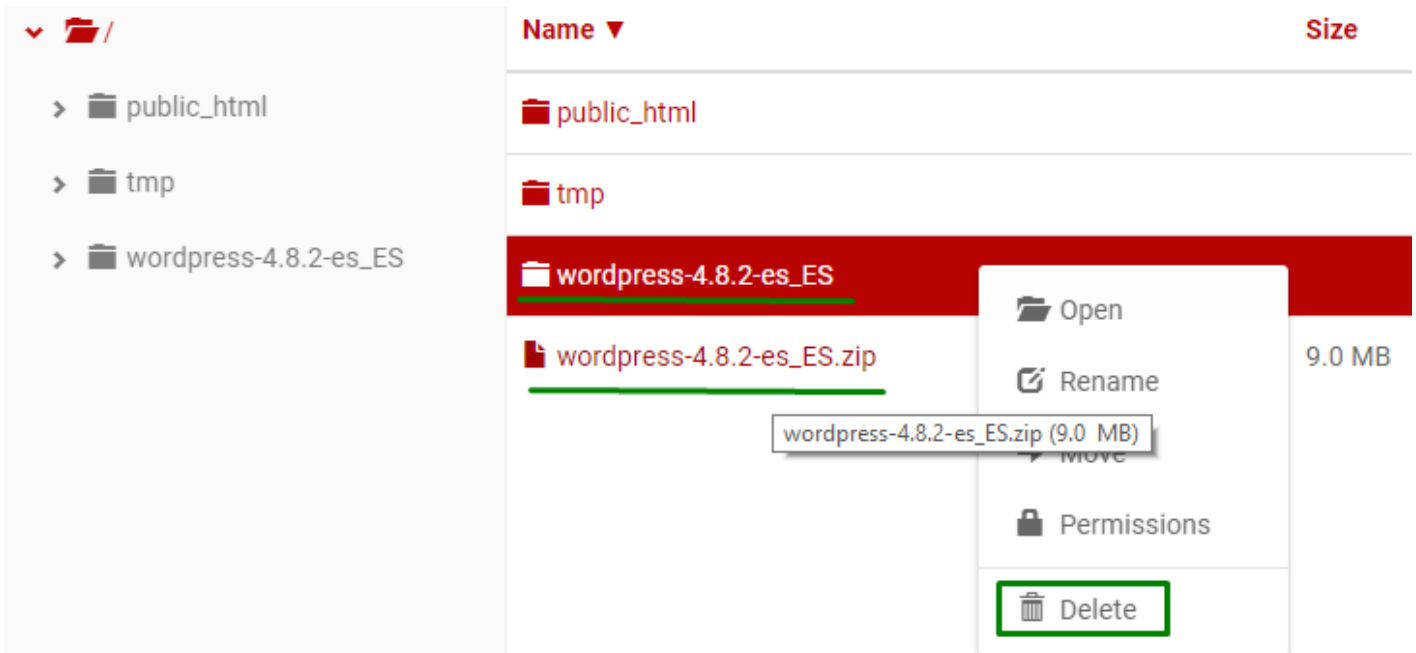 /
public_html
tmp
wordpress-4.8.2-es_ES
Name ▼ Size
public_html
tmp
wordpress-4.8.2-es_ES
wordpress-4.8.2-es_ES.zip 9.0 MB
wordpress-4.8.2-es_ES.zip (9.0 MB)
Open
Rename
Move
Permissions
Delete